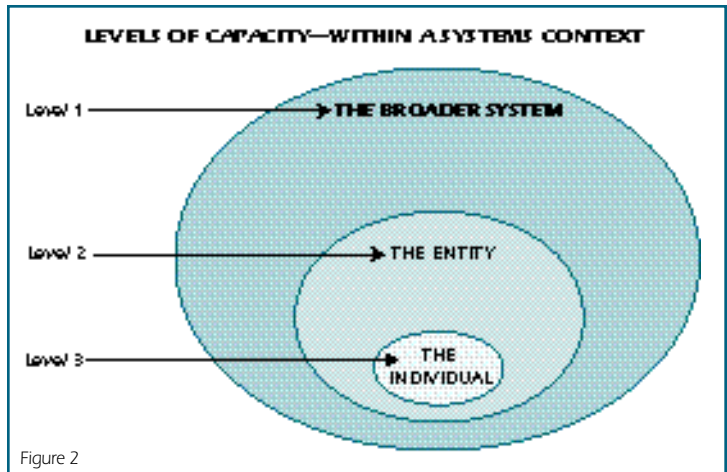 LEVELS OF CAPACITY—WITHIN A SYSTEMS CONTEXT
Level 1
THE BROADER SYSTEM
Level 2
THE ENTITY
Level 3
THE
INDIVIDUAL
Figure 2